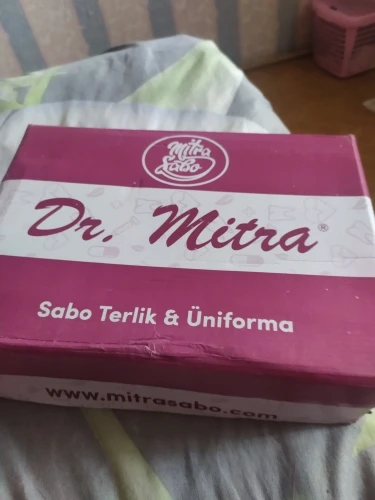 Mitra
Sabo
Dr. Mitra®
Sabo Terlik & Üniforma
www.mitrasabo.com